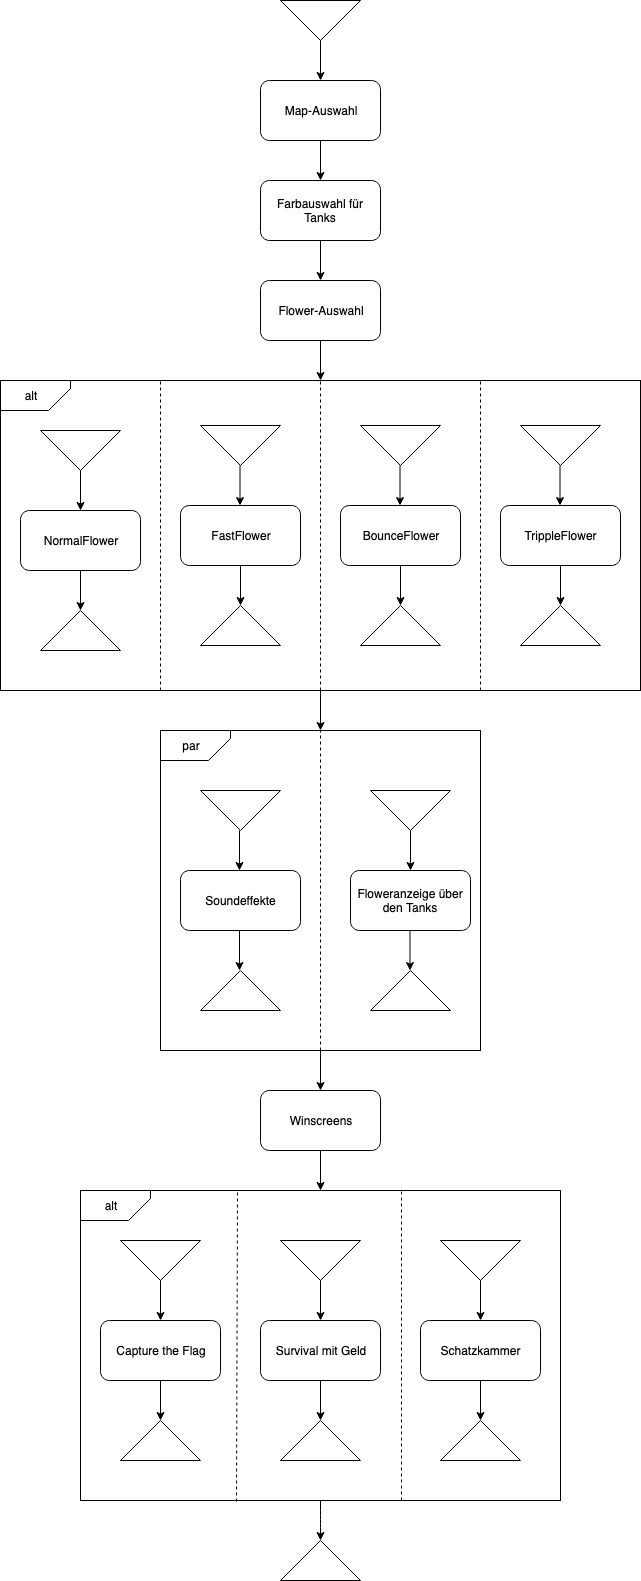 Map-Auswahl
Farbauswahl für
Tanks
Flower-Auswahl
alt
NormalFlower
FastFlower
BounceFlower
TrippleFlower
par
Soundeffekte
Floweranzeige über
den Tanks
Winscreens
alt
Capture the Flag
Survival mit Geld
Schatzkammer